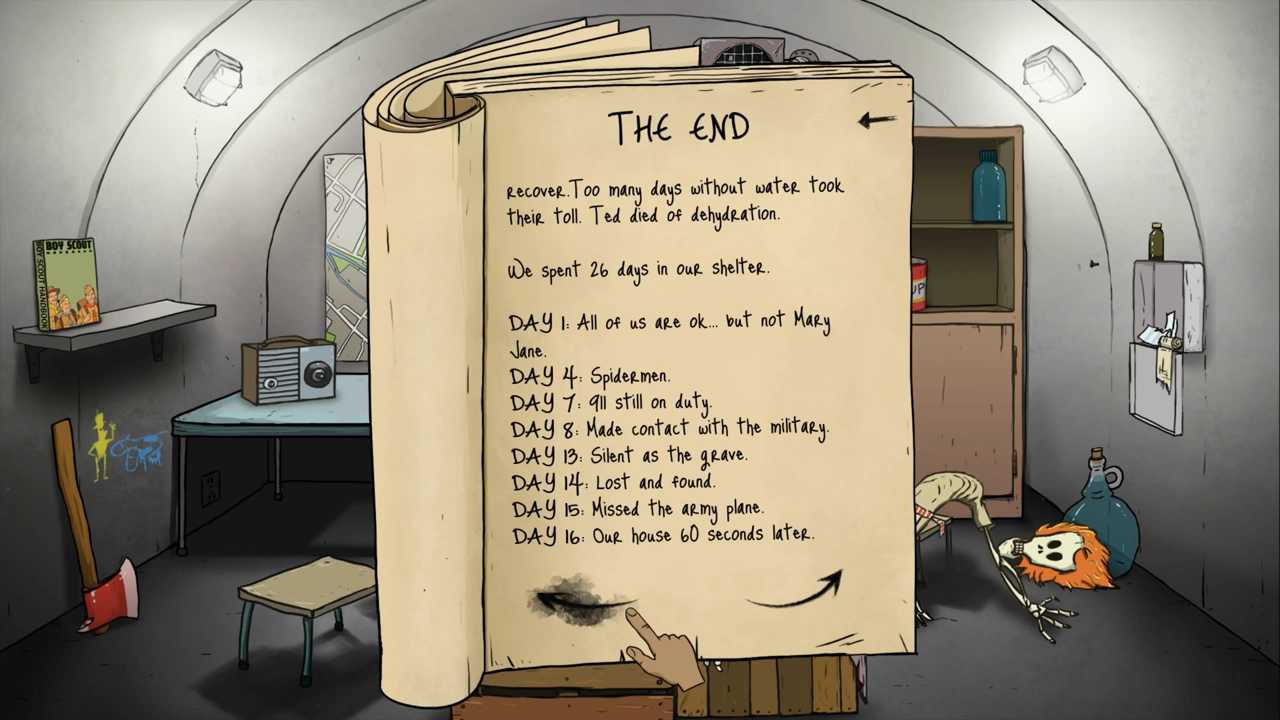 THE END
recover.Too many days without water took
their toll. Ted died of dehydration.
We spent 26 days in our shelter.
DAY 1: All of us are ok... but not Mary
Jane.
DAY 4: Spidermen.
DAY 7: 911 still on duty.
DAY 8: Made contact with the military.
DAY 13: Silent as the grave.
DAY 14: Lost and found.
DAY 15: Missed the army plane.
DAY 16: Our house 60 seconds later.
BOY SCOUT
BOY SCOUT HANDBOOK
UP